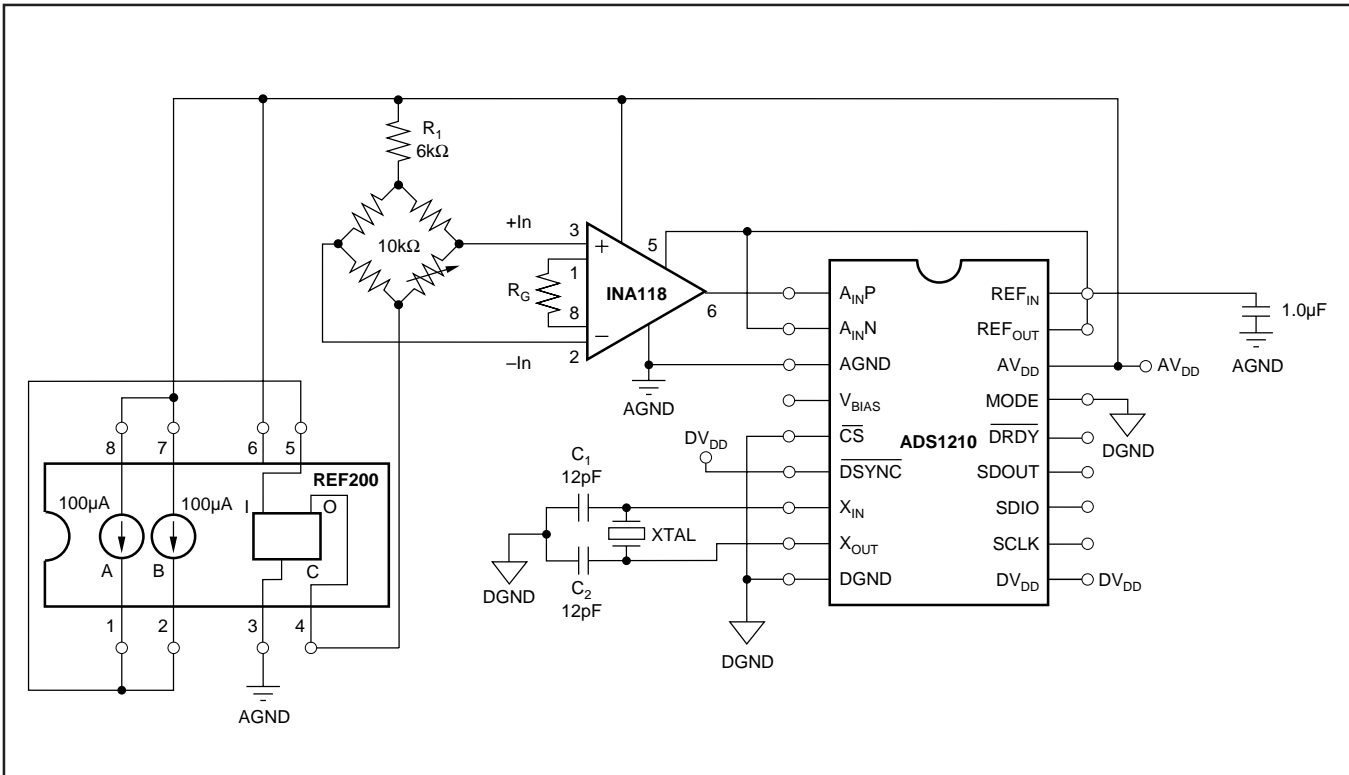 R1
6kΩ
+In
10kΩ
3
5
1
RG
INA118
8
6
2
–In
AGND
AINP
REFIN
1.0µF
AINN
REFOUT
AGND
AVDD
AVDD
AGND
VBIAS
MODE
CS
ADS1210
DRDY
DGND
DVDD
DSYNC
SDOUT
C1
12pF
XIN
SDIO
XTAL
XOUT
SCLK
DGND
C2
12pF
DGND
DVDD
DVDD
DGND
8
7
6
5
REF200
100µA
100µA
I
O
A
B
C
1
2
3
4
AGND
+
–